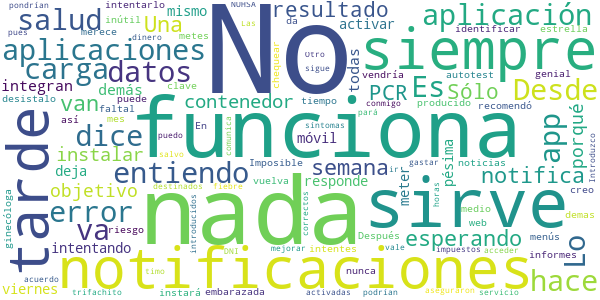 pondrían intentarlo NUHSA Las resultado activar aplicación
inútil Una mismo da dinero chequear identificar estrella
pues merece metes No siempre
salud aplicaciones datos todas
carga Otro sigue vendría autotest genial
integran demás contenedor PCR Es Sólo Desde
desistalo clave tiempo conmigo producido recomendó
van puede faltal
funciona
tarde dice así mes puedo En móvil síntomas pará app porqué
instalar comunica Imposible semana ir gastar pésima noticias Introduzco
deja entiendo vuelva responde meter horas notifica creo
ginecóloga objetivo salvo destinados fiebre medio demas
error nada sirve web menús Lo
va riesgo introducidos correctos Después impuestos acceder
intentando DNI mejorar intentes vale esperando informes
notificaciones hace
acuerdo timo nunca aseguraron
viernes trifachito instará embarazada activadas podrían servicio